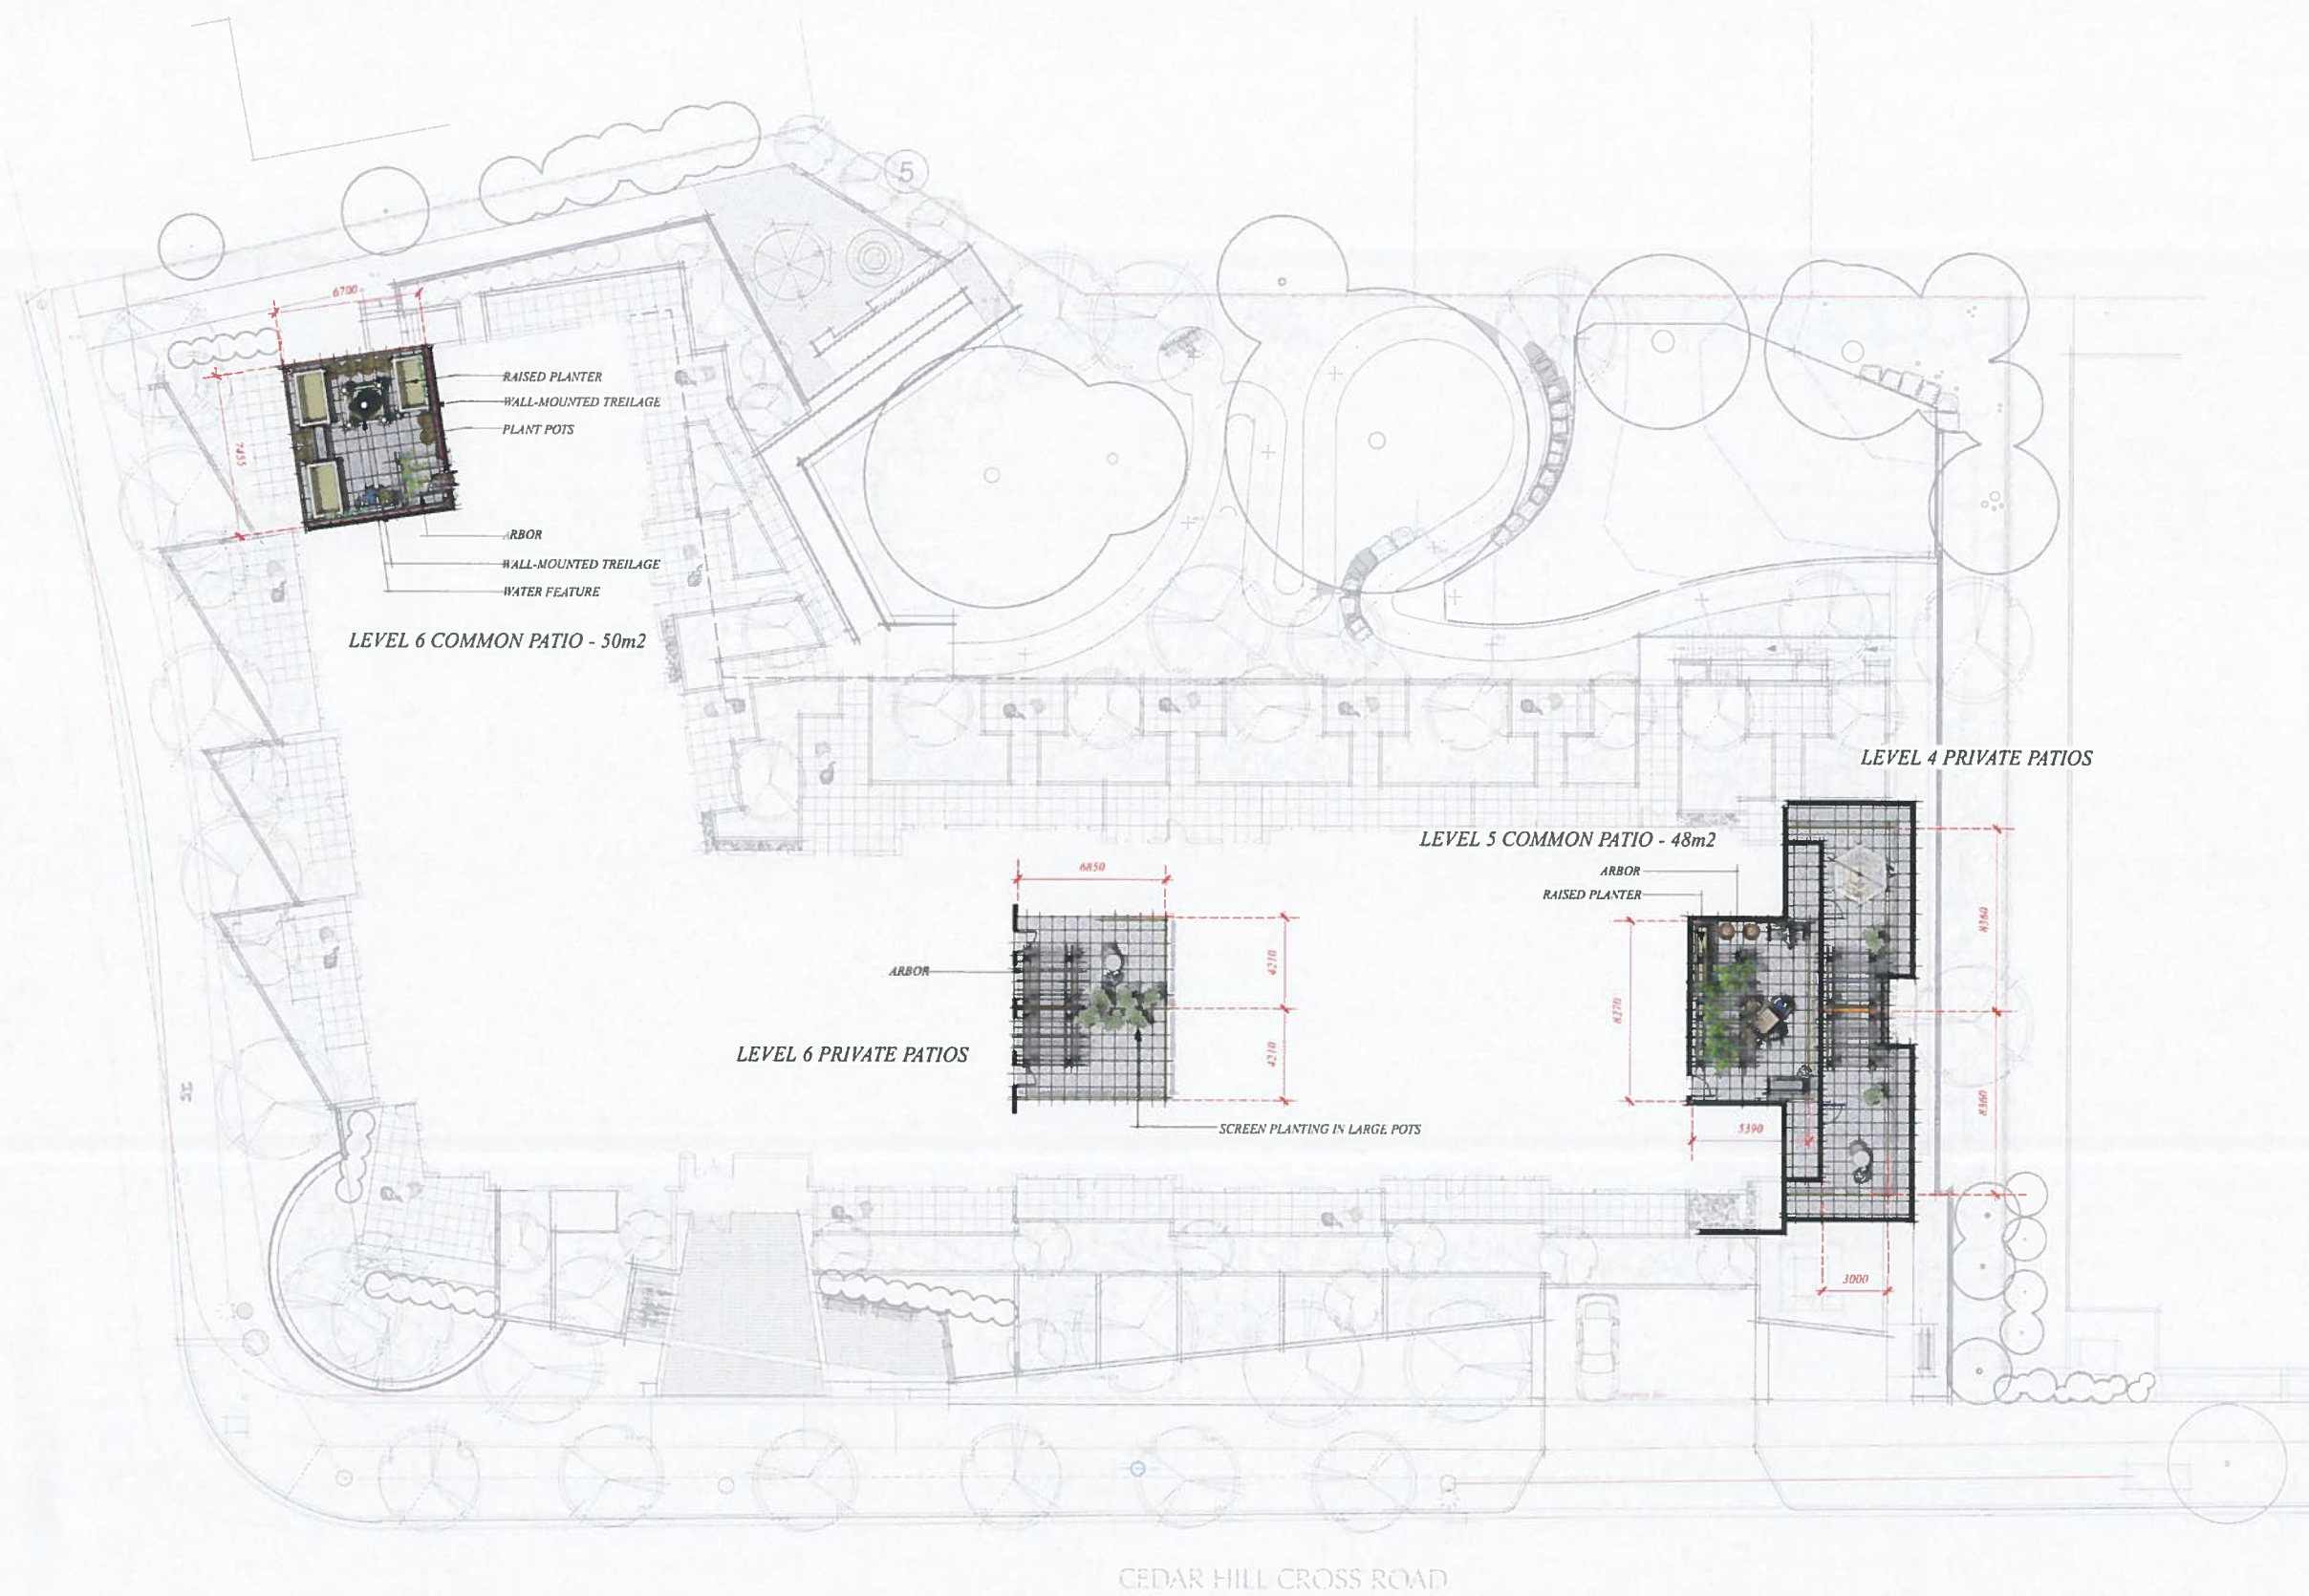 5
6700
RAISED PLANTER
WALL-MOUNTED TREILAGE
PLANT POTS
7455
ARBOR
WALL-MOUNTED TREILAGE
WATER FEATURE
LEVEL 6 COMMON PATIO - 50m2
LEVEL 4 PRIVATE PATIOS
LEVEL 5 COMMON PATIO - 48m2
ARBOR
RAISED PLANTER
6850
4210
4210
ARBOR
LEVEL 6 PRIVATE PATIOS
SCREEN PLANTING IN LARGE POTS
8270
5390
8360
8360
3000
CEDAR HILL CROSS ROAD